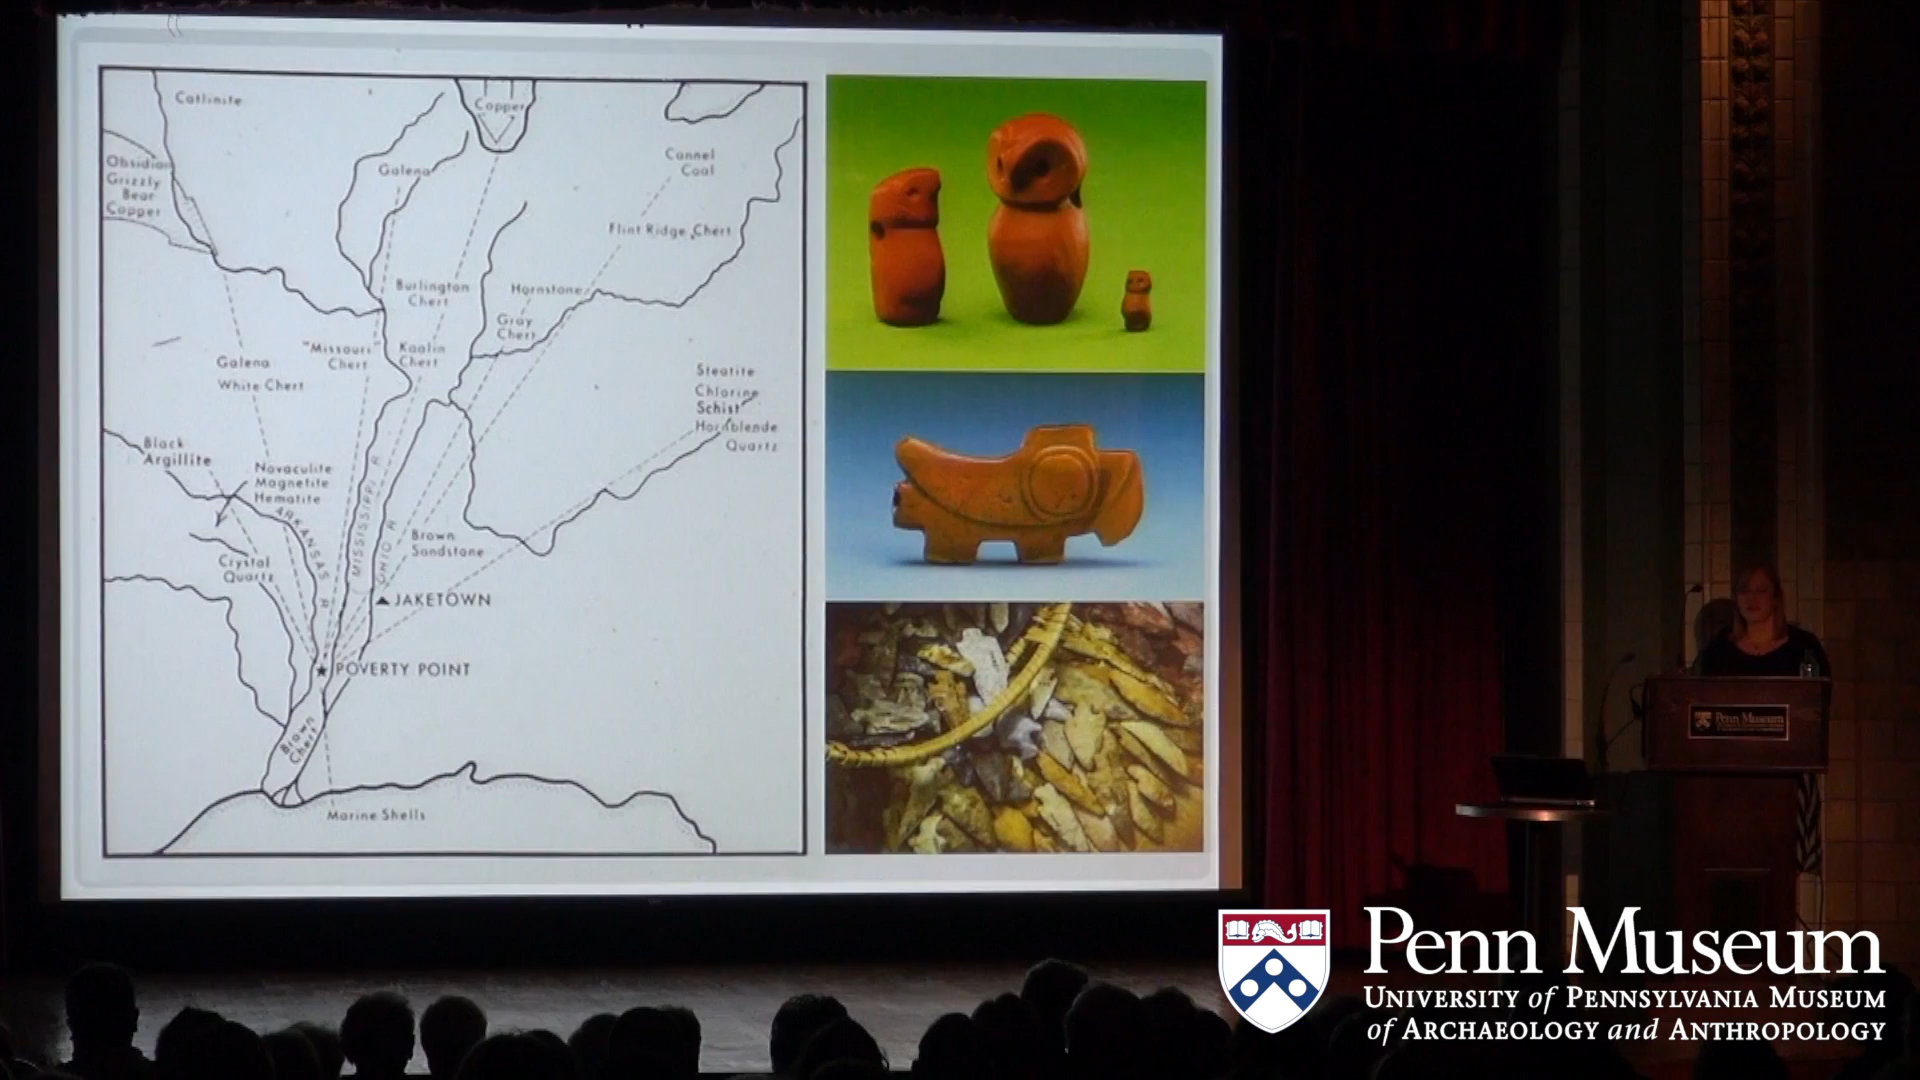 Catlinite
Copper
Obsidian
Grizzly
Bear
Copper
Galena
Cannel
Coal
Flint Ridge Chert
Burlington
Chert
Hornstone
Gray
Chert
"Missouri"
Chert
Kaolin
Chert
Galena
White Chert
Steatite
Chlorine
Schist
Hornblende
Quartz
Black
Argillite
Novaculite
Magnetite
Hematite
ARKANSAS R
MISSISSIPPI R
OHIO R
Brown
Sandstone
Crystal
Quartz
JAKETOWN
POVERTY POINT
Brown
Chert
Marine Shells
Penn Museum
Penn Museum
UNIVERSITY of PENNSYLVANIA MUSEUM
of ARCHAEOLOGY and ANTHROPOLOGY